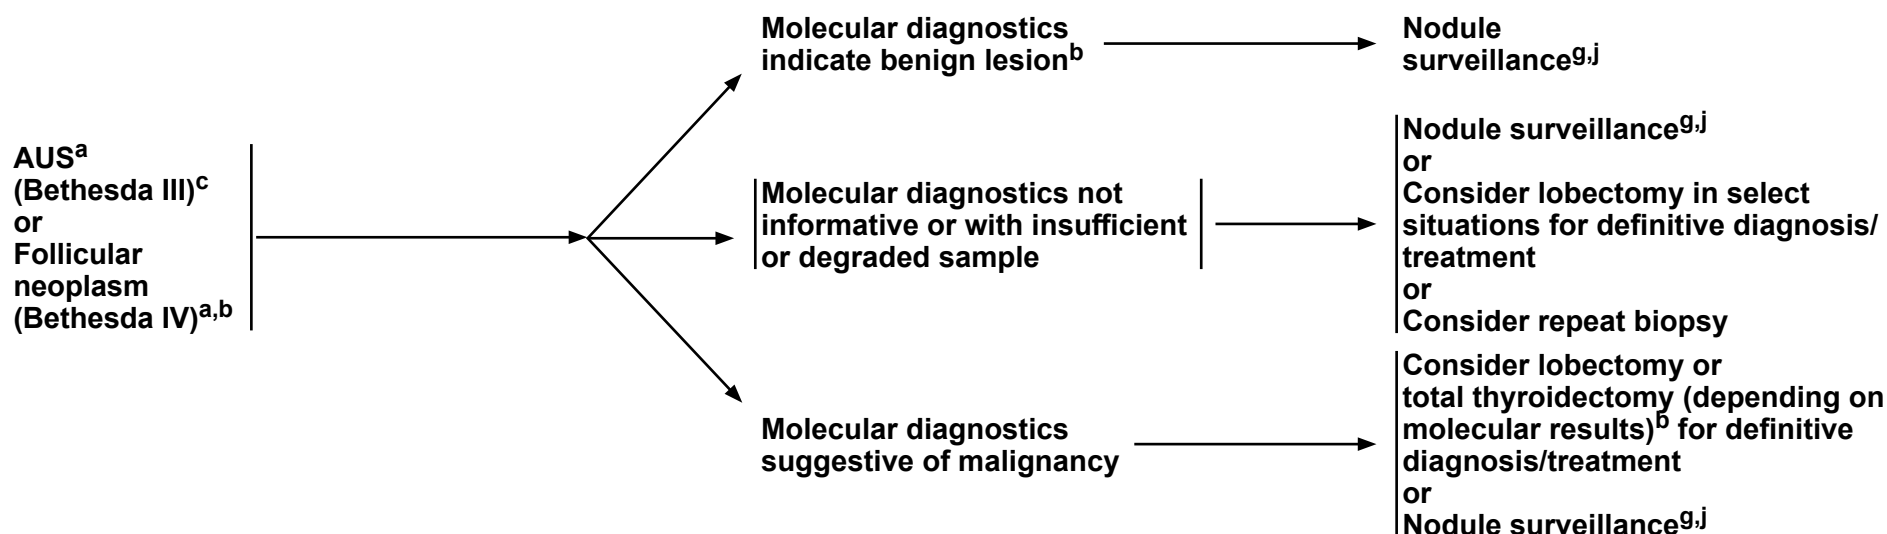 AUSa
(Bethesda III)c
or
Follicular
neoplasm
(Bethesda IV)a,b
Molecular diagnostics
indicate benign lesionb
Nodule
surveillanceg,j
Molecular diagnostics not
informative or with insufficient
or degraded sample
Nodule surveillanceg,j
or
Consider lobectomy in select
situations for definitive diagnosis/
treatment
or
Consider repeat biopsy
Molecular diagnostics
suggestive of malignancy
Consider lobectomy or
total thyroidectomy (depending on
molecular results)b for definitive
diagnosis/treatment
or
Nodule surveillanceg,j